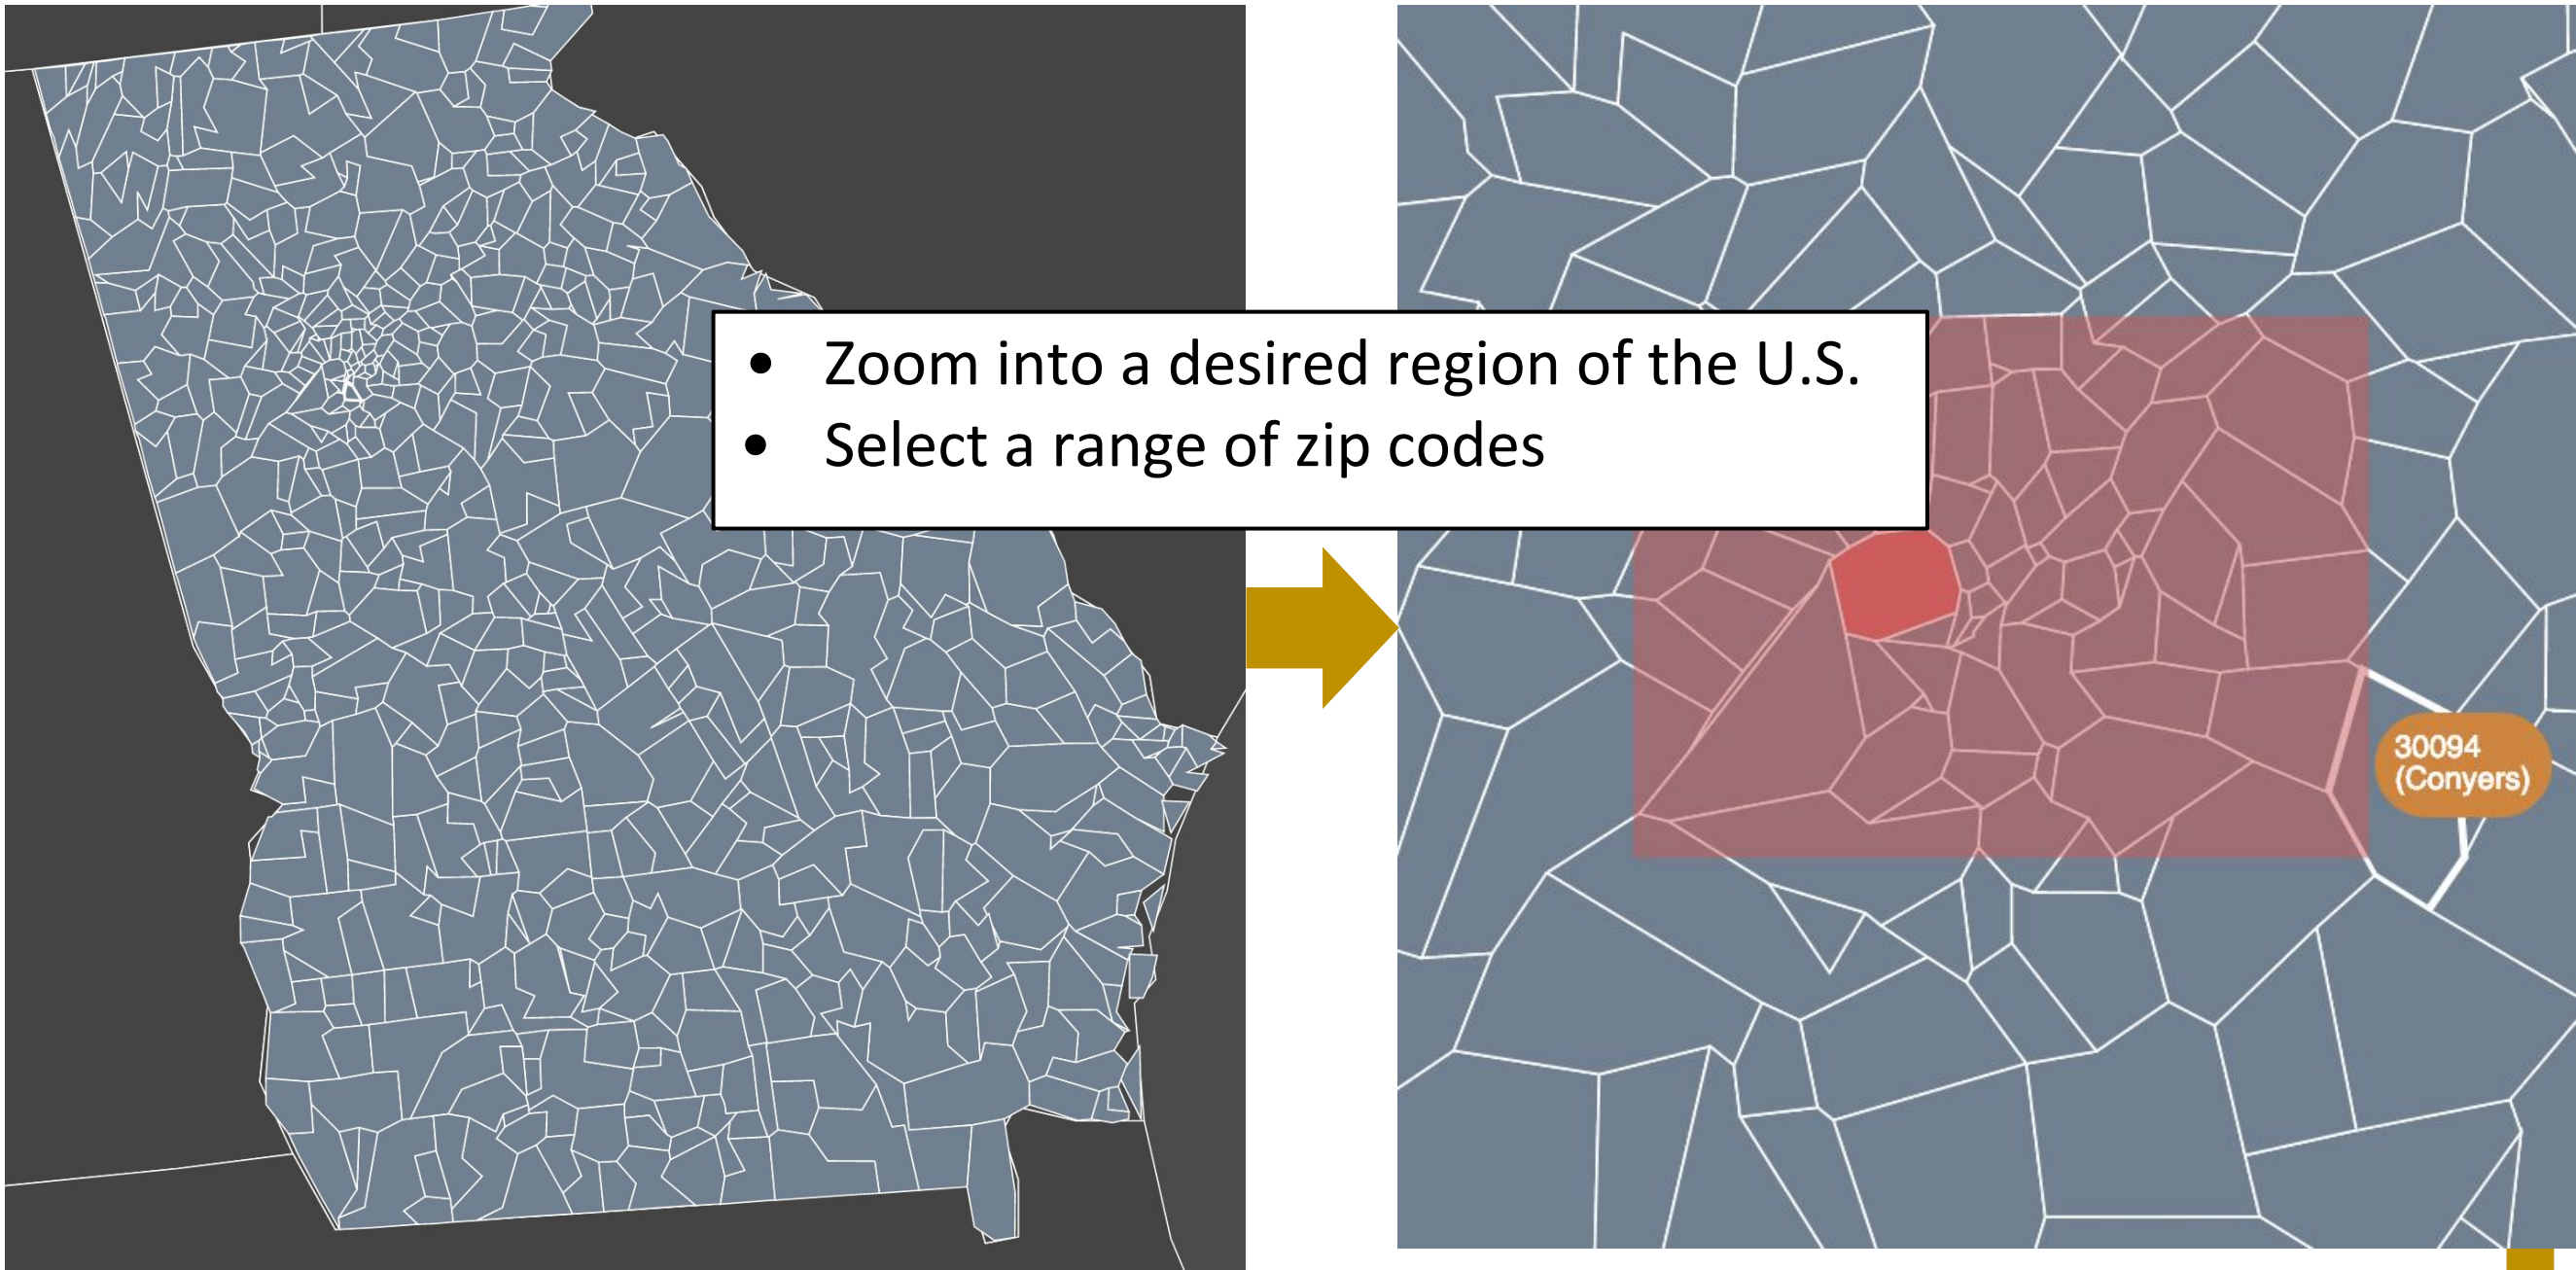 • Zoom into a desired region of the U.S.
• Select a range of zip codes
30094
(Conyers)